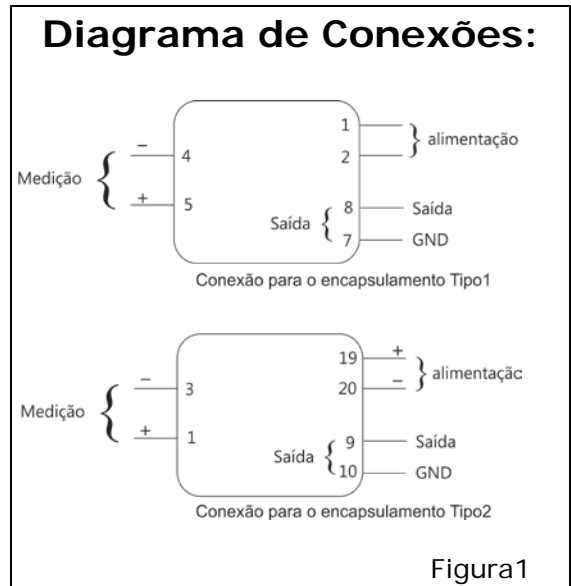 Diagrama de Conexões:
1
alimentação
− 4
2
Medição
+ 5
8 Saída
Saída
7 GND
Conexão para o encapsulamento Tipo1
19 +
alimentação
− 3
20 −
Medição
+ 1
9 Saída
Saída
10 GND
Conexão para o encapsulamento Tipo2
Figura1